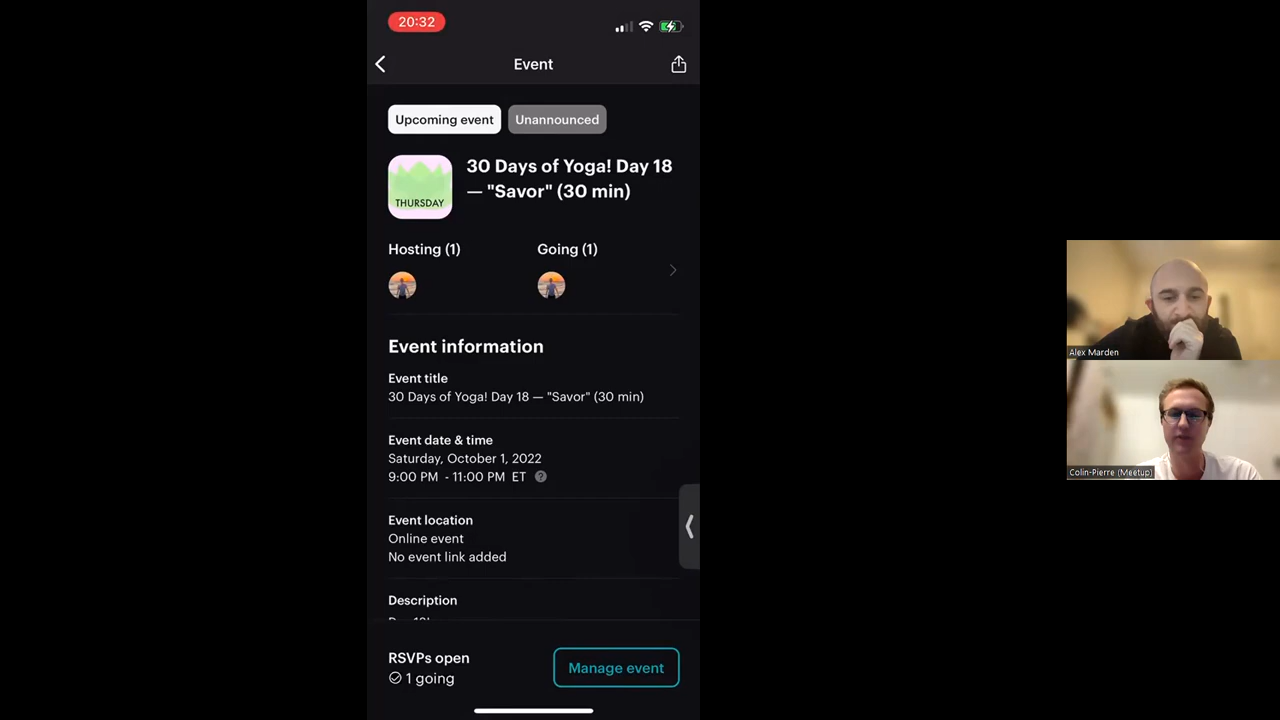 20:32
Event
Upcoming event
Unannounced
THURSDAY
30 Days of Yoga! Day 18
— "Savor" (30 min)
Hosting (1)
Going (1)
Event information
Event title
30 Days of Yoga! Day 18 — "Savor" (30 min)
Event date & time
Saturday, October 1, 2022
9:00 PM - 11:00 PM ET ?
Event location
Online event
No event link added
Description
RSVPs open
1 going
Manage event
Alex Marden
Colin-Pierre (Meetup)